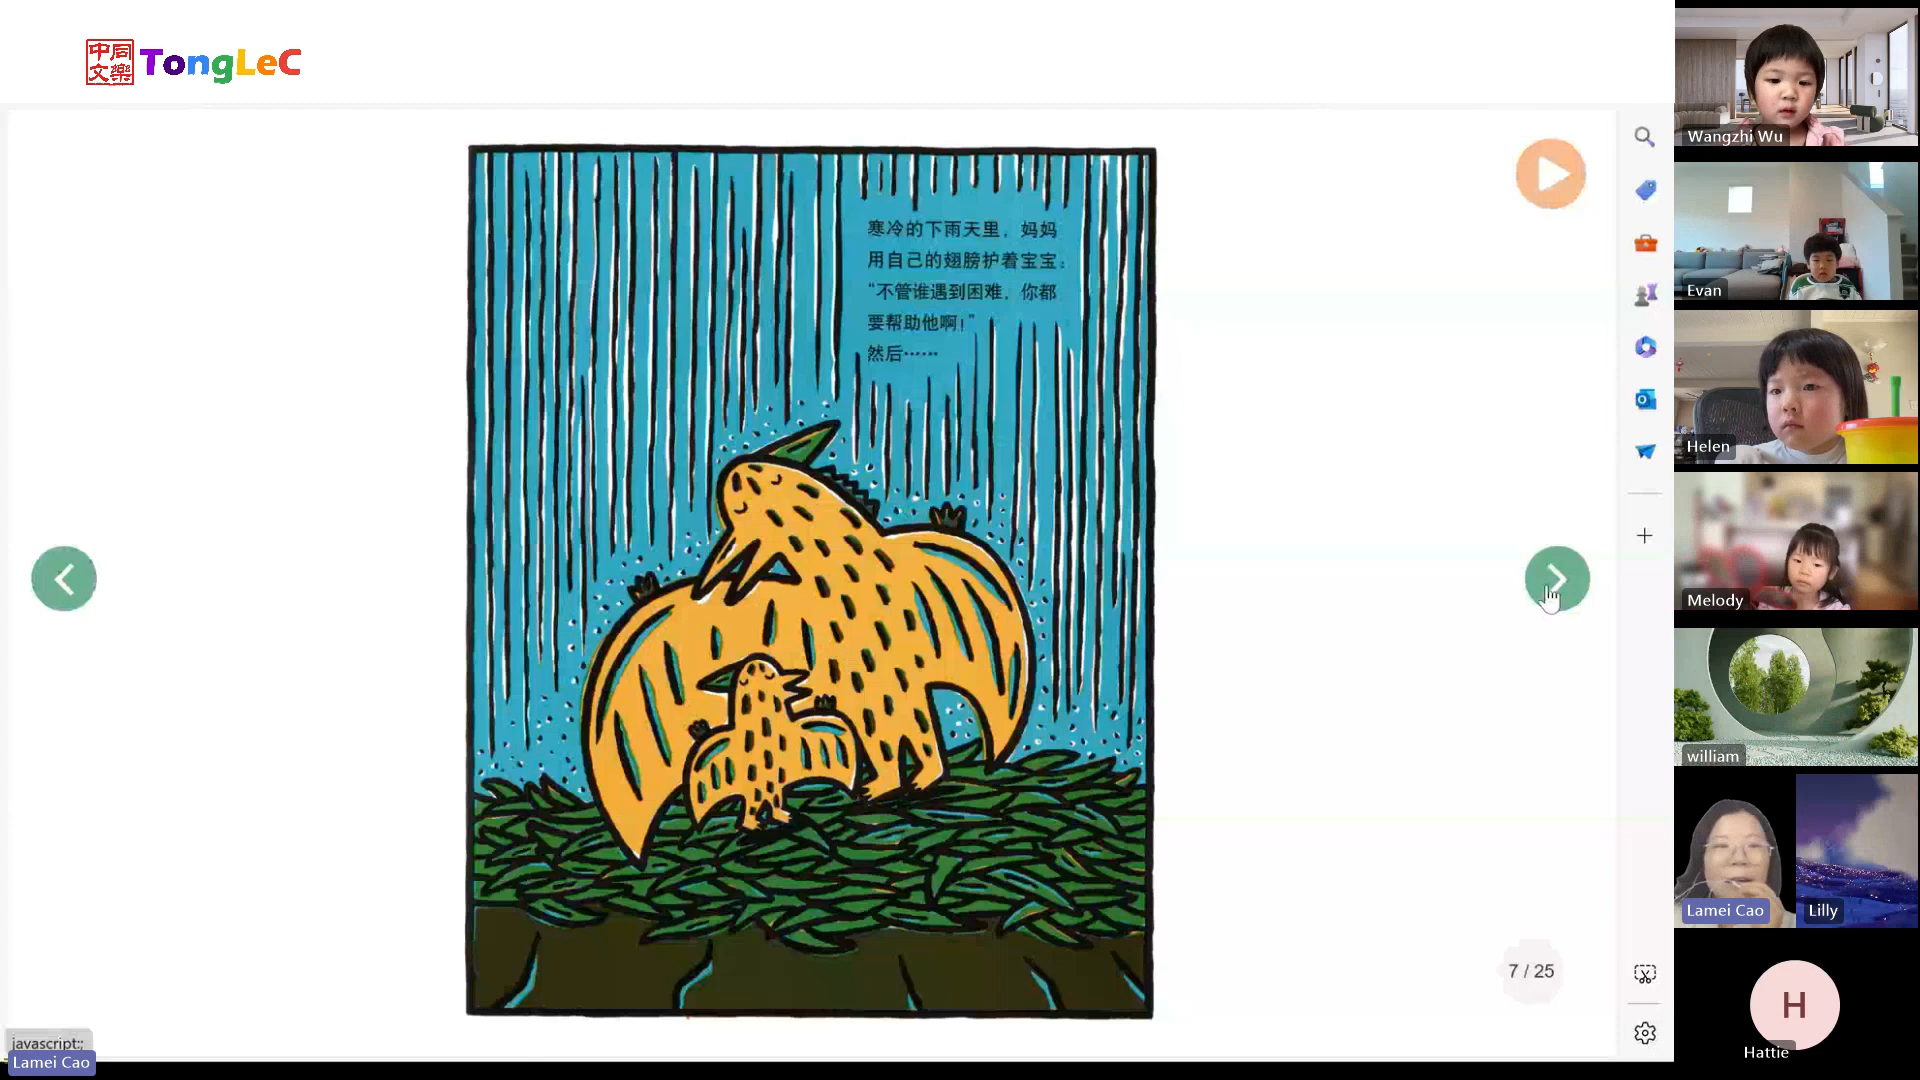 中同
文樂
TongLeC
寒冷的下雨天里，妈妈
用自己的翅膀护着宝宝：
“不管谁遇到困难，你都
要帮助他啊！”
然后……
7 / 25
javascript:;
Lamei Cao
Wangzhi Wu
Evan
Helen
Melody
william
Lamei Cao
Lilly
H
Hattie